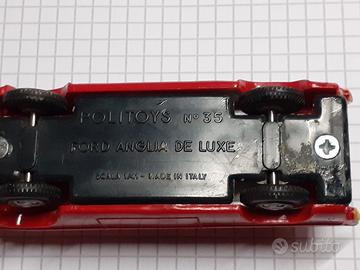 POLITOYS Nº 35
FORD ANGLIA DE LUXE
SCALA 1:41 - MADE IN ITALY
subito